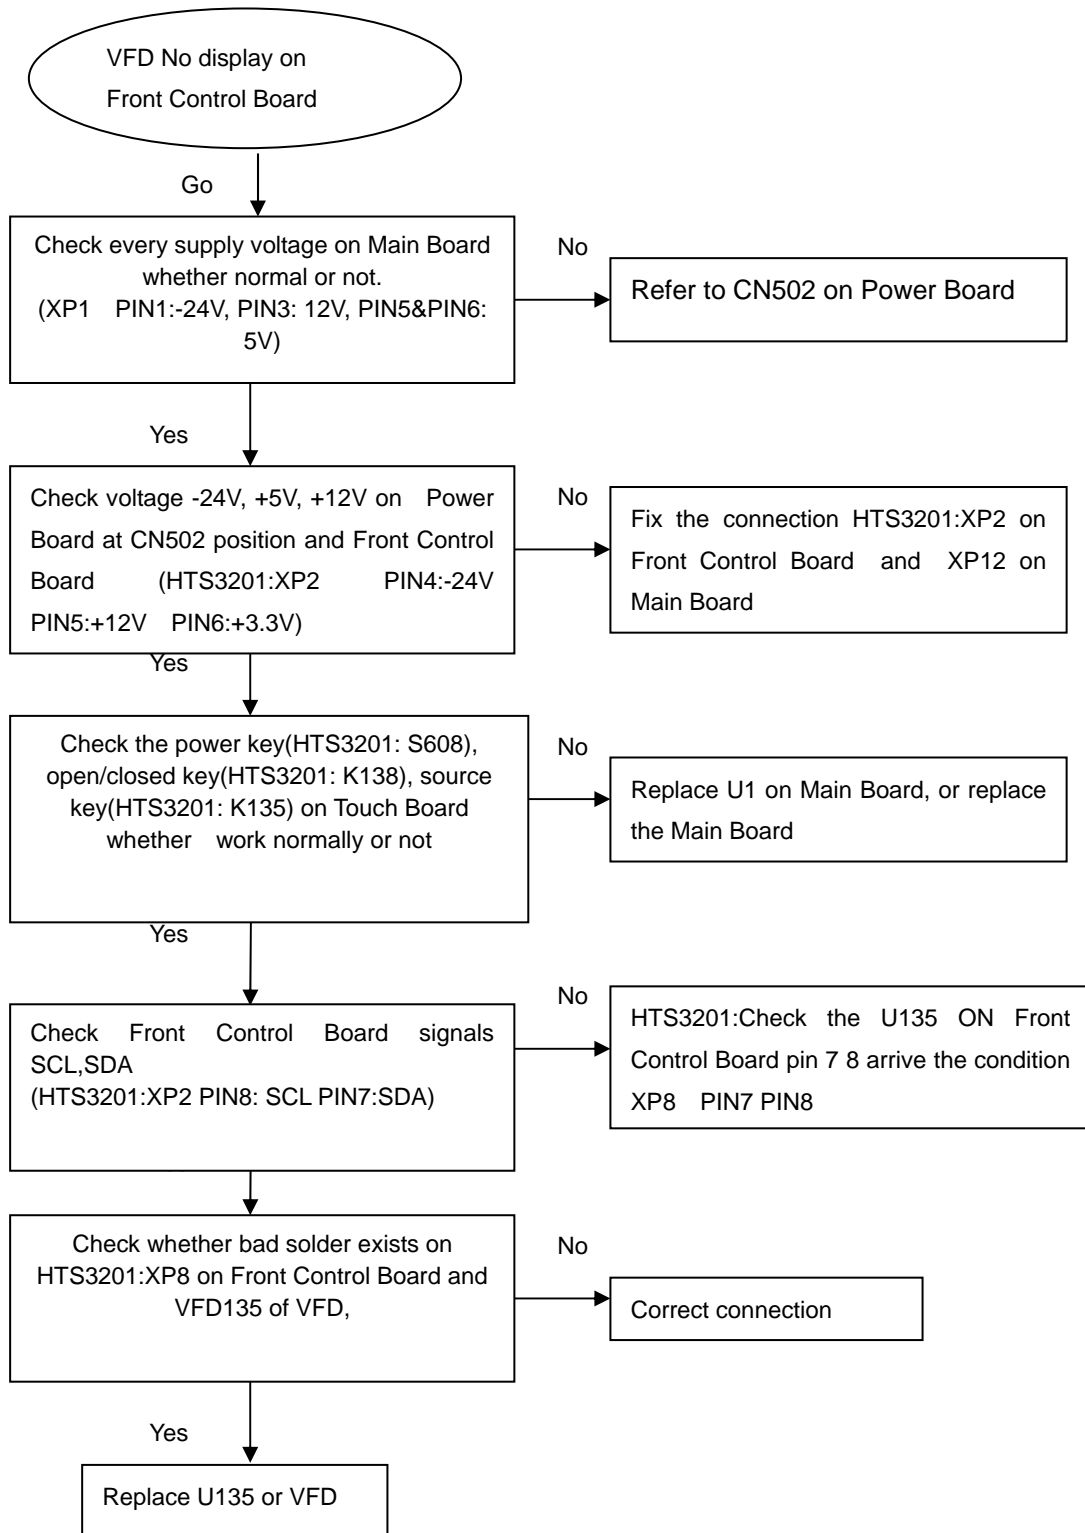 VFD No display on
Front Control Board
Go
Check every supply voltage on Main Board
whether normal or not.
(XP1 PIN1:-24V, PIN3: 12V, PIN5&PIN6:
5V)
No
Refer to CN502 on Power Board
Yes
Check voltage -24V, +5V, +12V on Power
Board at CN502 position and Front Control
Board (HTS3201:XP2 PIN4:-24V
PIN5:+12V PIN6:+3.3V)
No
Fix the connection HTS3201:XP2 on
Front Control Board and XP12 on
Main Board
Yes
Check the power key(HTS3201: S608),
open/closed key(HTS3201: K138), source
key(HTS3201: K135) on Touch Board
whether work normally or not
No
Replace U1 on Main Board, or replace
the Main Board
Yes
Check Front Control Board signals
SCL,SDA
(HTS3201:XP2 PIN8: SCL PIN7:SDA)
No
HTS3201:Check the U135 ON Front
Control Board pin 7 8 arrive the condition
XP8 PIN7 PIN8
Check whether bad solder exists on
HTS3201:XP8 on Front Control Board and
VFD135 of VFD,
No
Correct connection
Yes
Replace U135 or VFD